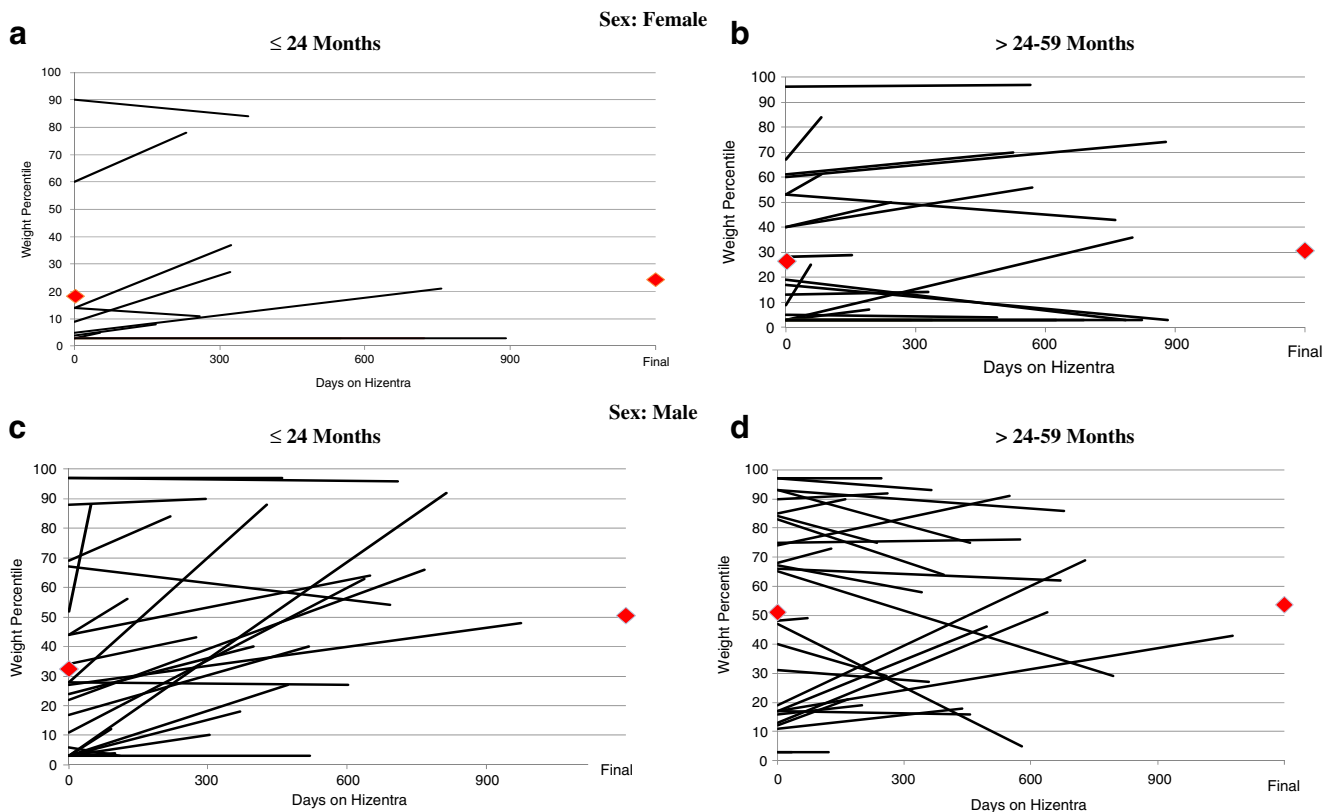 Sex: Female
a
≤ 24 Months
Weight Percentile
100
90
80
70
60
50
40
30
20
10
0
0
300
600
900
Final
Days on Hizentra
b
> 24-59 Months
Weight Percentile
100
90
80
70
60
50
40
30
20
10
0
0
300
600
900
Final
Days on Hizentra
Sex: Male
c
≤ 24 Months
Weight Percentile
100
90
80
70
60
50
40
30
20
10
0
0
300
600
900
Final
Days on Hizentra
d
> 24-59 Months
Weight Percentile
100
90
80
70
60
50
40
30
20
10
0
0
300
600
900
Final
Days on Hizentra